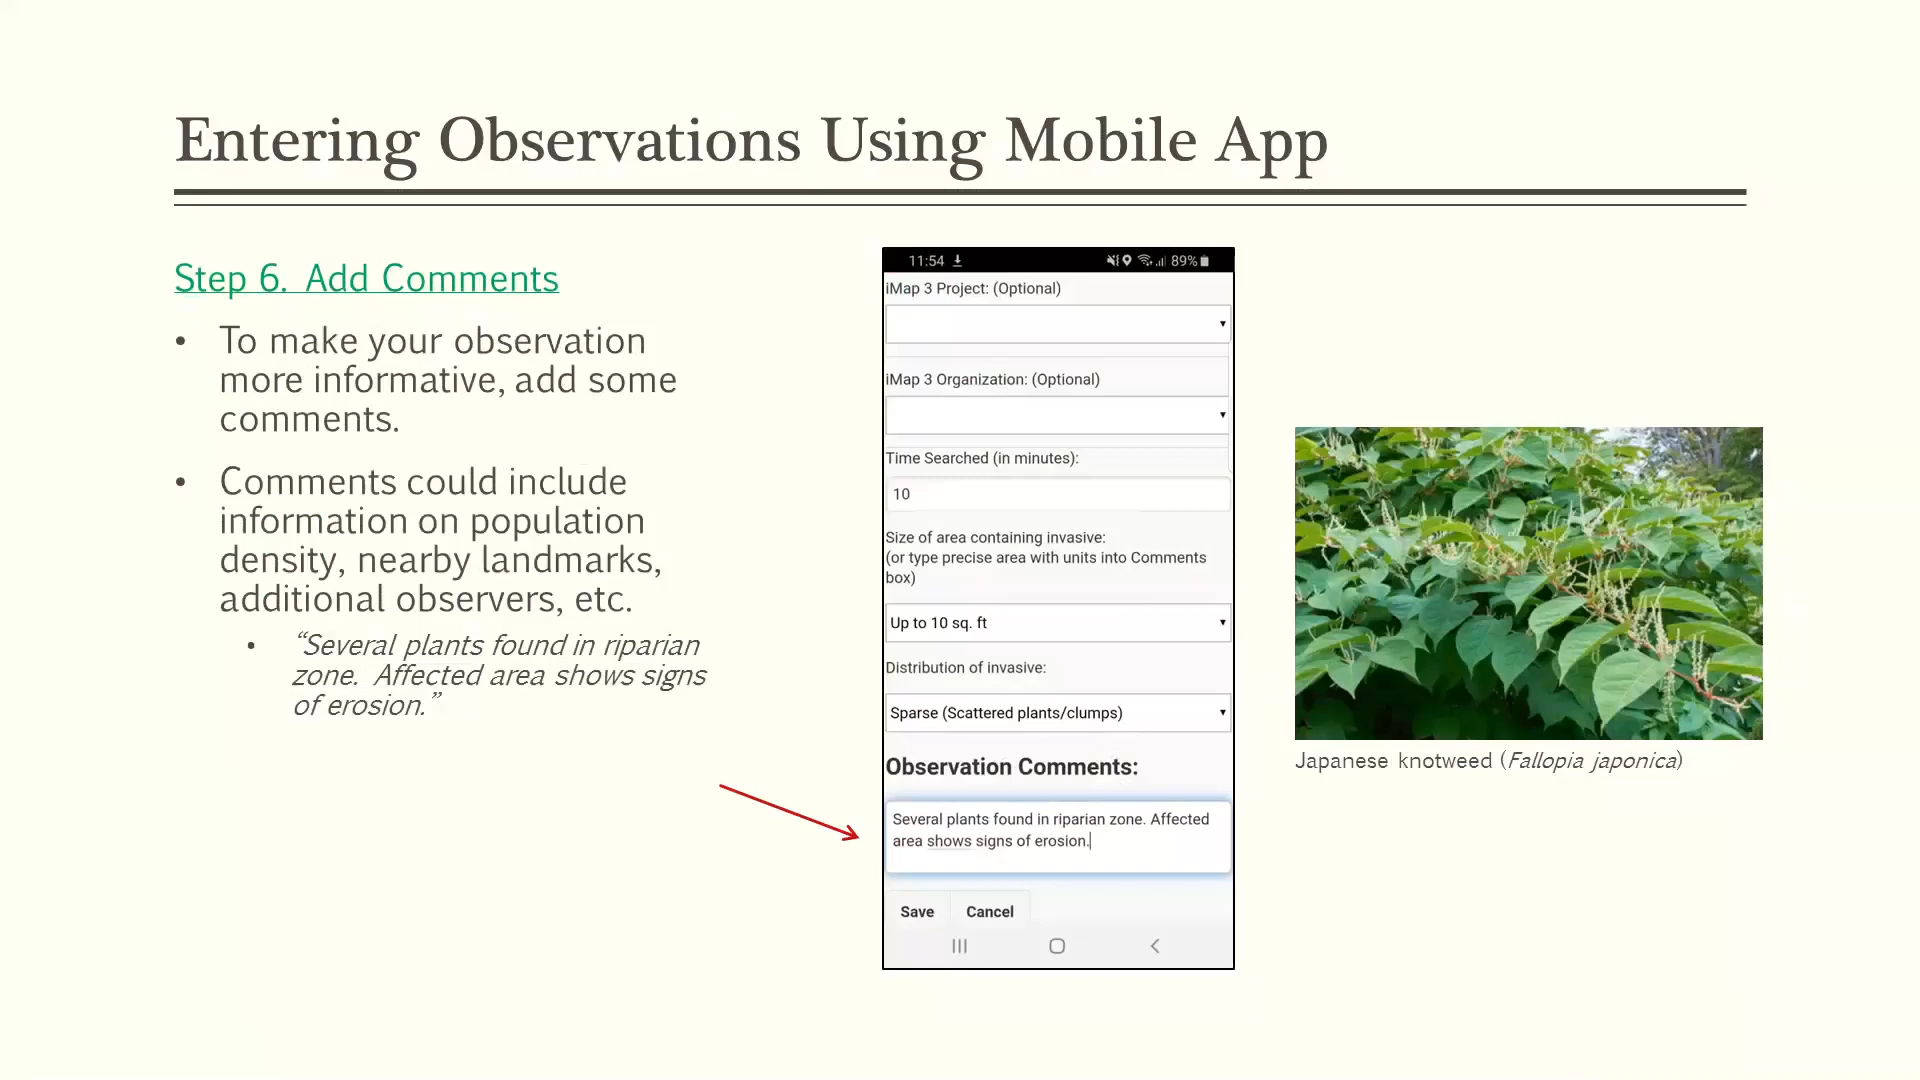 Entering Observations Using Mobile App
Step 6. Add Comments
• To make your observation
more informative, add some
comments.
• Comments could include
information on population
density, nearby landmarks,
additional observers, etc.
• “Several plants found in riparian
zone. Affected area shows signs
of erosion.”
11:54
89%
iMap 3 Project: (Optional)
iMap 3 Organization: (Optional)
Time Searched (in minutes):
10
Size of area containing invasive:
(or type precise area with units into Comments
box)
Up to 10 sq. ft
Distribution of invasive:
Sparse (Scattered plants/clumps)
Observation Comments:
Several plants found in riparian zone. Affected
area shows signs of erosion.
Save Cancel
Japanese knotweed (Fallopia japonica)